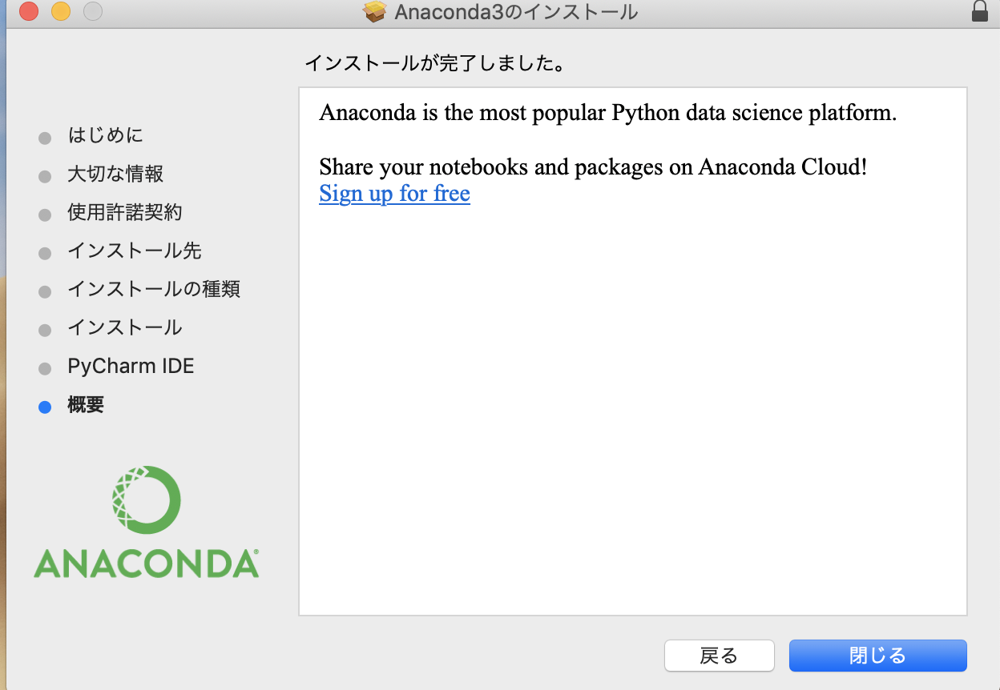 Anaconda3のインストール
インストールが完了しました。
はじめに
大切な情報
使用許諾契約
インストール先
インストールの種類
インストール
PyCharm IDE
概要
ANACONDA®
Anaconda is the most popular Python data science platform.
Share your notebooks and packages on Anaconda Cloud!
Sign up for free
戻る
閉じる